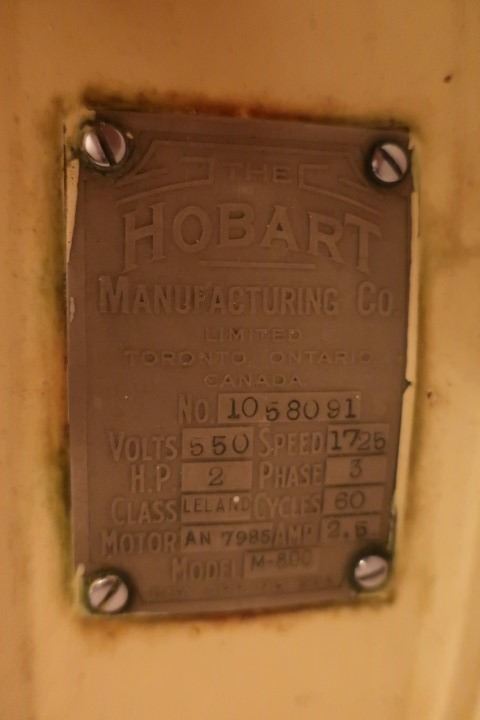 THE
HOBART
MANUFACTURING CO.
LIMITED
TORONTO, ONTARIO
CANADA
NO. 1058091
VOLTS 550 SPEED 1725
H.P 2 PHASE 3
CLASS LELAND CYCLES 60
MOTOR AN 7985 AMP 2.5
MODEL M-800